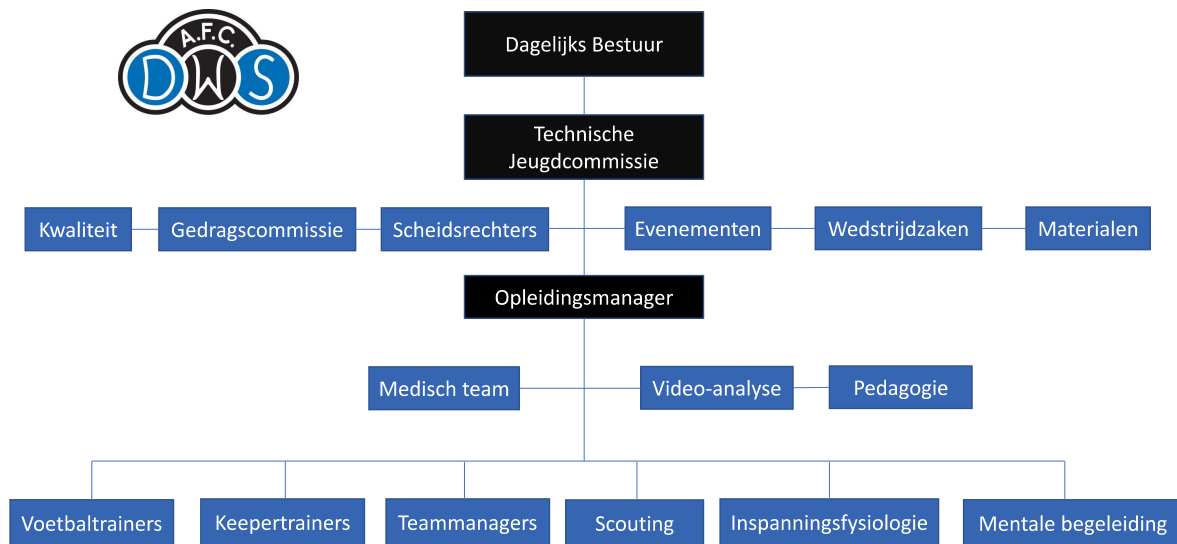 A.F.C.
DWS
Dagelijks Bestuur
Technische
Jeugdcommissie
Kwaliteit
Gedragscommissie
Scheidsrechters
Evenementen
Wedstrijdzaken
Materialen
Opleidingsmanager
Medisch team
Video-analyse
Pedagogie
Voetbaltrainers
Keepertrainers
Teammanagers
Scouting
Inspanningsfysiologie
Mentale begeleiding